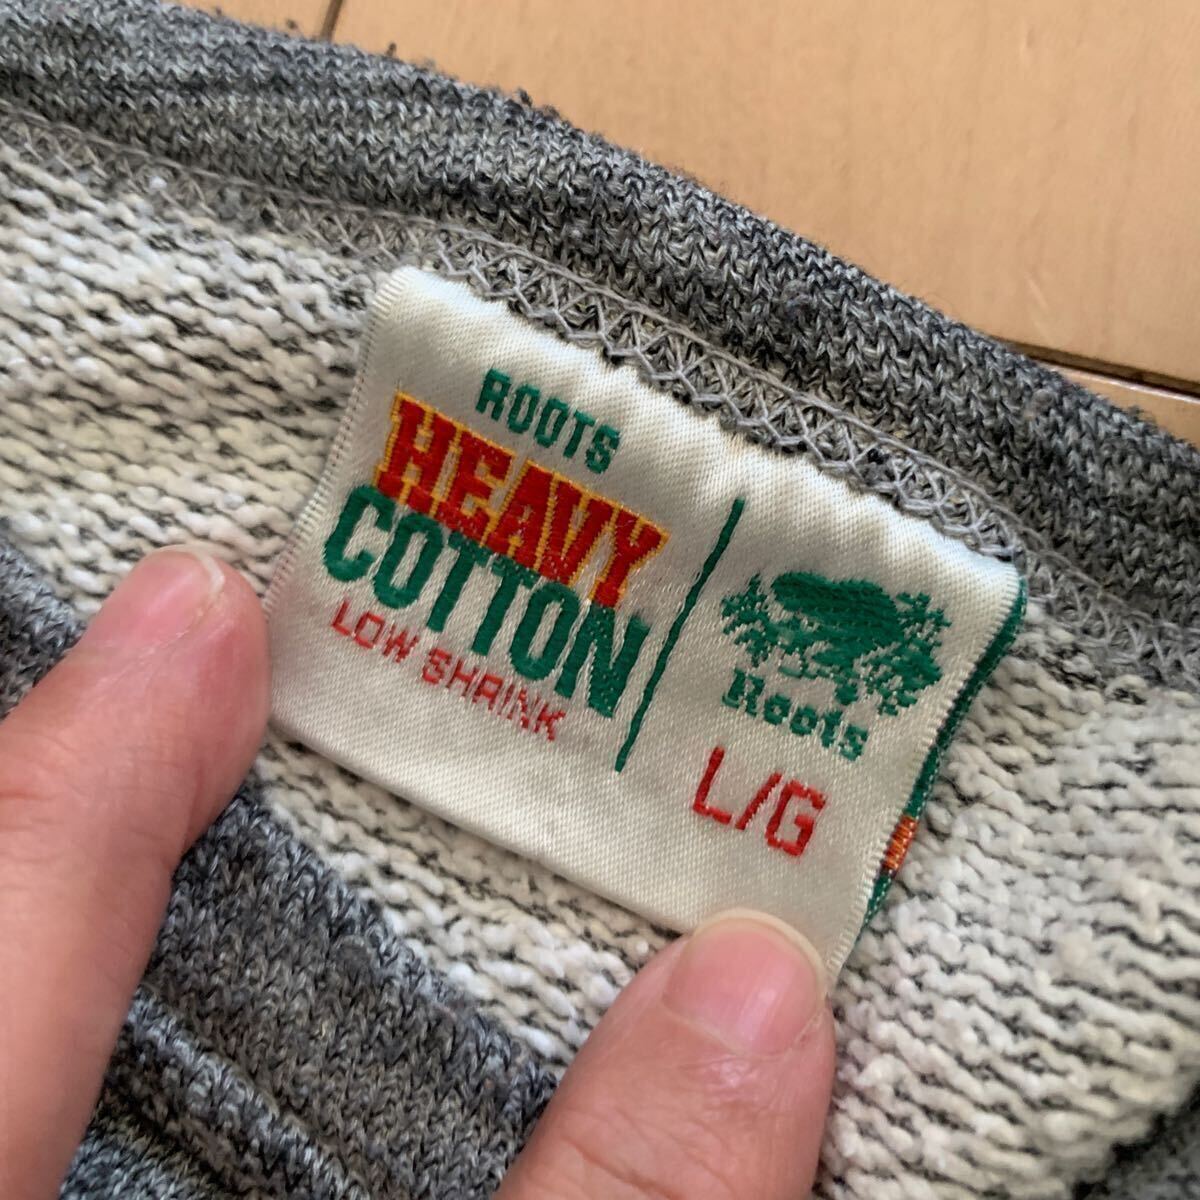 ROOTS
HEAVY
COTTON
LOW SHRINK
Roots
L/G